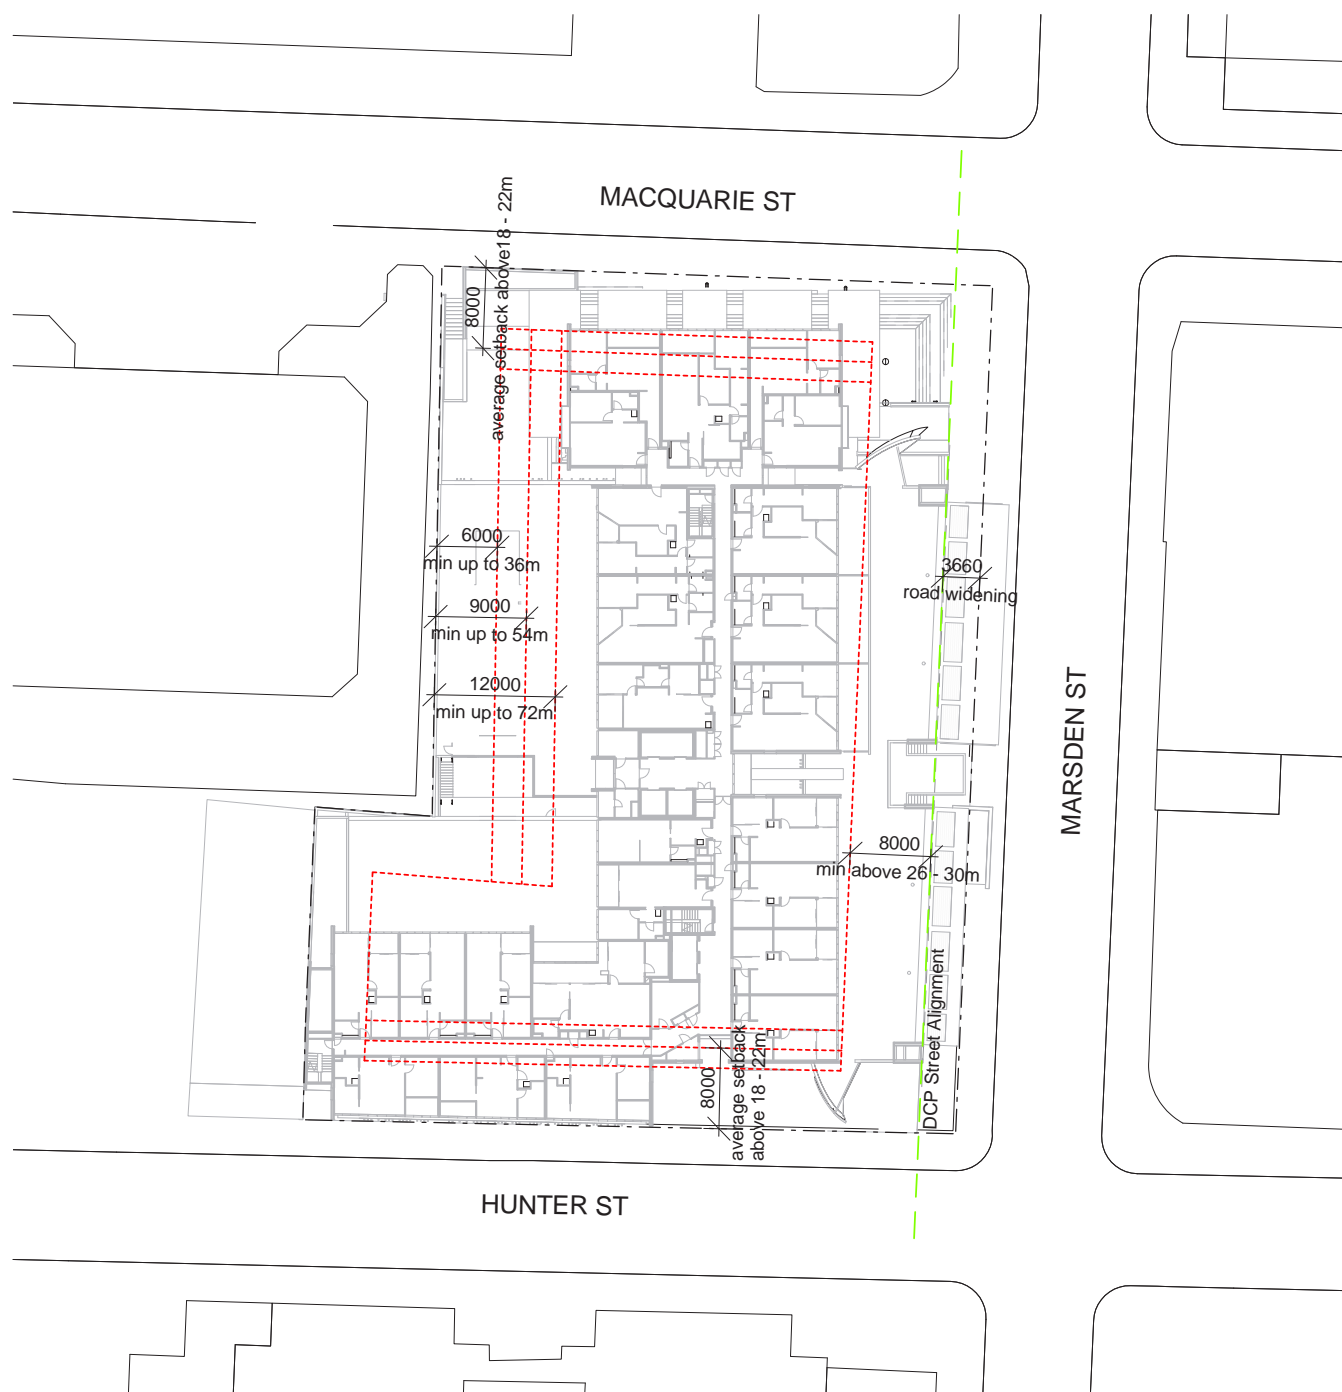 MACQUARIE ST
8000
average setback above18 - 22m
6000
min up to 36m
3660
road widening
9000
min up to 54m
12000
min up to 72m
MARSDEN ST
8000
min above 26 - 30m
DCP Street Alignment
8000
average setback
above 18 - 22m
HUNTER ST